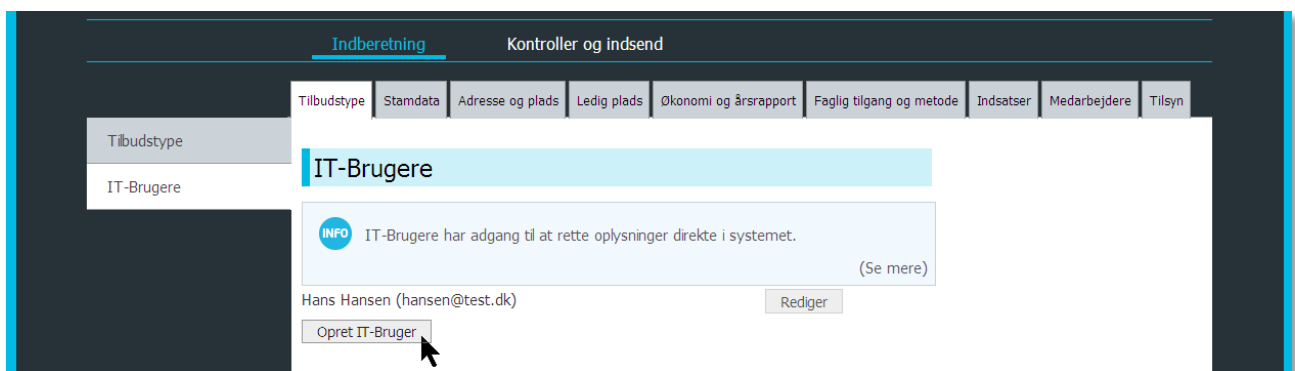 Indberetning Kontroller og indsend
Tilbudstype Stamdata Adresse og plads Ledig plads Økonomi og årsrapport Faglig tilgang og metode Indsatser Medarbejdere Tilsyn
Tilbudstype
IT-Brugere
IT-Brugere
INFO IT-Brugere har adgang til at rette oplysninger direkte i systemet.
(Se mere)
Hans Hansen (hansen@test.dk) Rediger
Opret IT-Bruger